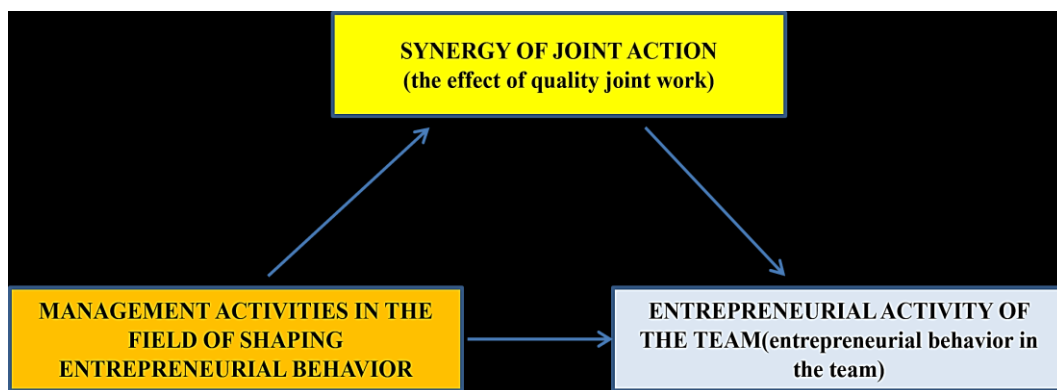 SYNERGY OF JOINT ACTION
(the effect of quality joint work)
MANAGEMENT ACTIVITIES IN THE
FIELD OF SHAPING
ENTREPRENEURIAL BEHAVIOR
ENTREPRENEURIAL ACTIVITY OF
THE TEAM(entrepreneurial behavior in
the team)